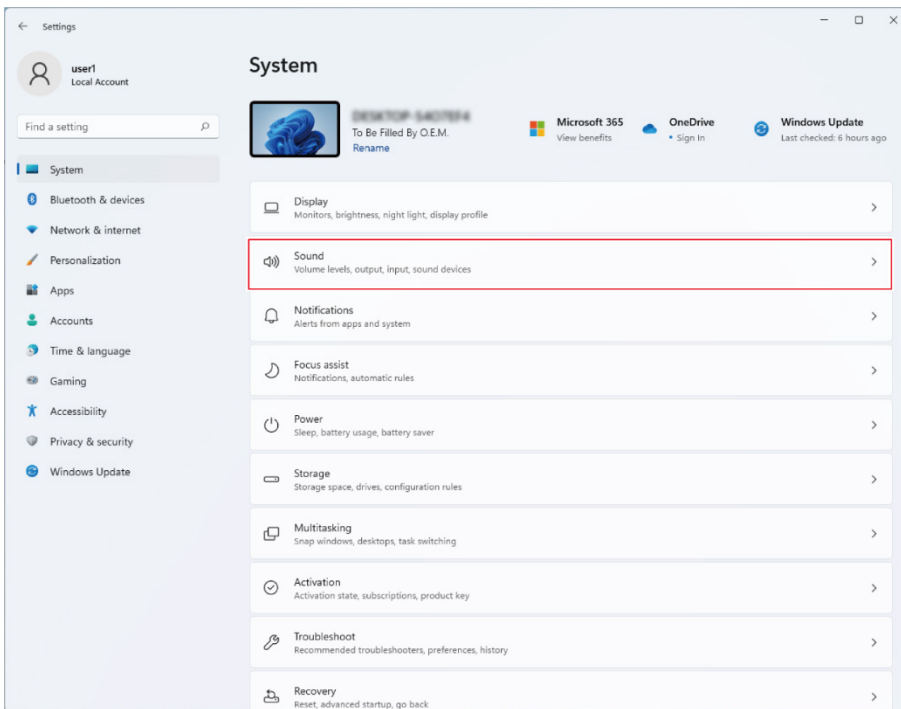 Settings
user1
Local Account
Find a setting
System
Bluetooth & devices
Network & internet
Personalization
Apps
Accounts
Time & language
Gaming
Accessibility
Privacy & security
Windows Update
System
To Be Filled By O.E.M.
Rename
Microsoft 365
View benefits
OneDrive
• Sign In
Windows Update
Last checked: 6 hours ago
Display
Monitors, brightness, night light, display profile
Sound
Volume levels, output, input, sound devices
Notifications
Alerts from apps and system
Focus assist
Notifications, automatic rules
Power
Sleep, battery usage, battery saver
Storage
Storage space, drives, configuration rules
Multitasking
Snap windows, desktops, task switching
Activation
Activation state, subscriptions, product key
Troubleshoot
Recommended troubleshooters, preferences, history
Recovery
Reset, advanced startup, go back